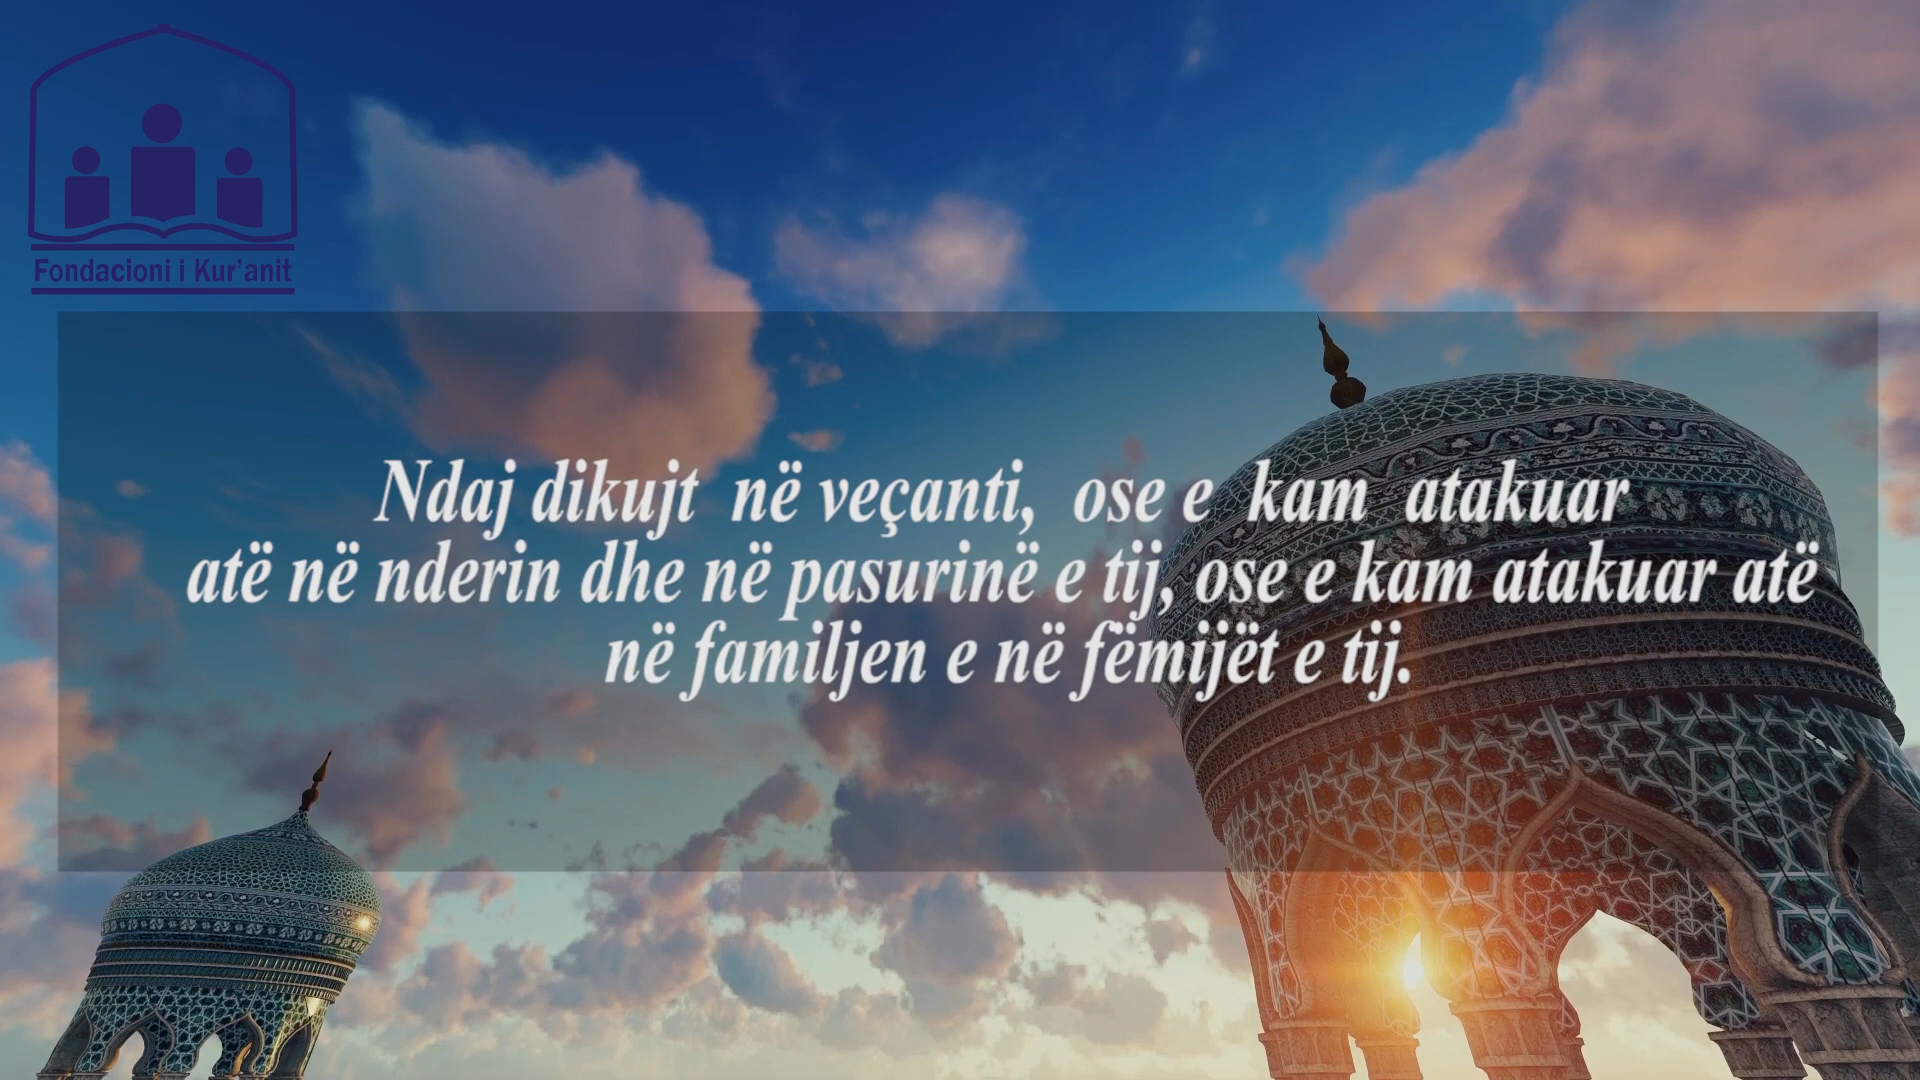 Fondacioni i Kur'anit
Ndaj dikujt në veçanti, ose e kam atakuar
atë në nderin dhe në pasurinë e tij, ose e kam atakuar atë
në familjen e në fëmijët e tij.